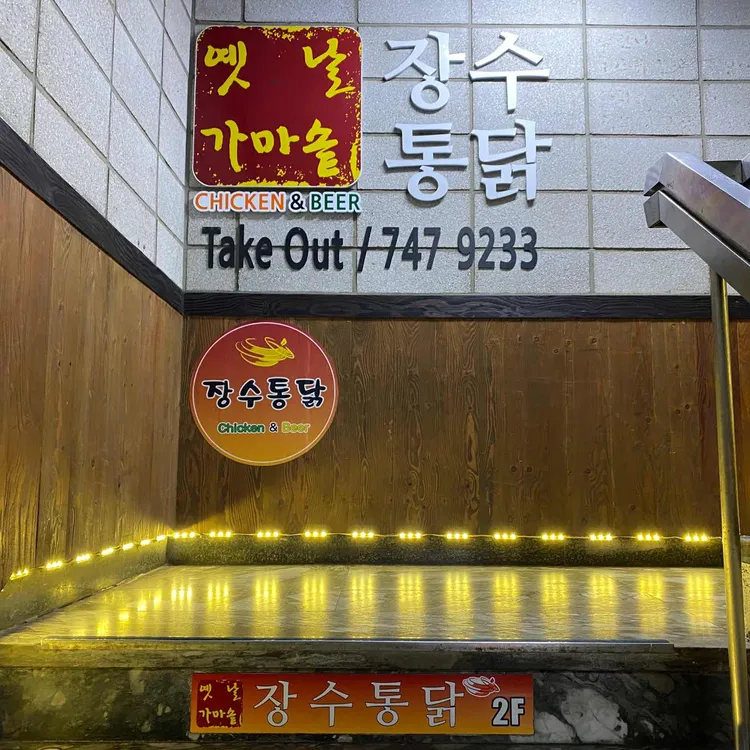 옛 날
가마솥
CHICKEN & BEER
장수
통닭
Take Out / 747 9233
장수통닭
Chicken & Beer
옛 날
가마솥
장수통닭 2F